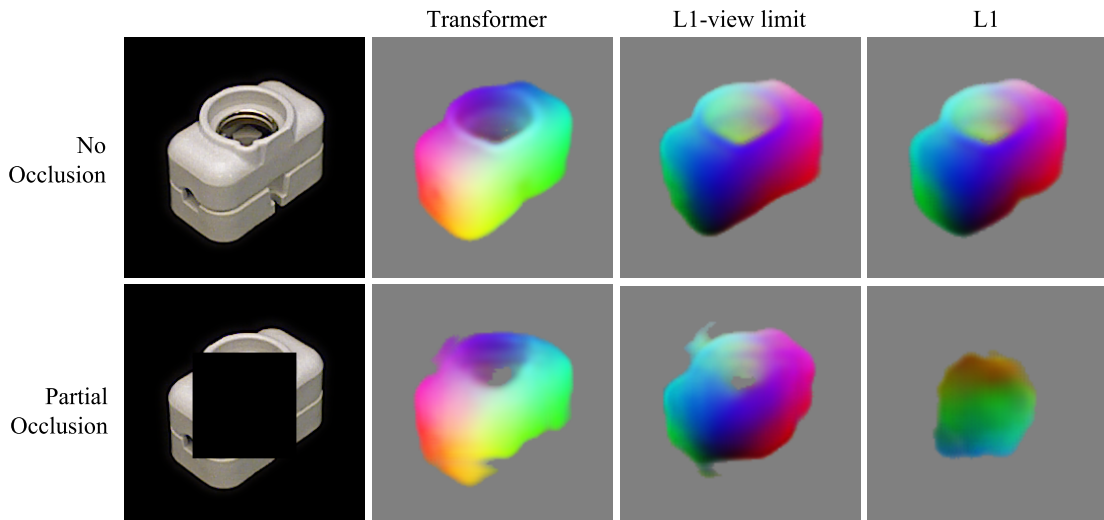 Transformer
L1-view limit
L1
No
Occlusion
Partial
Occlusion